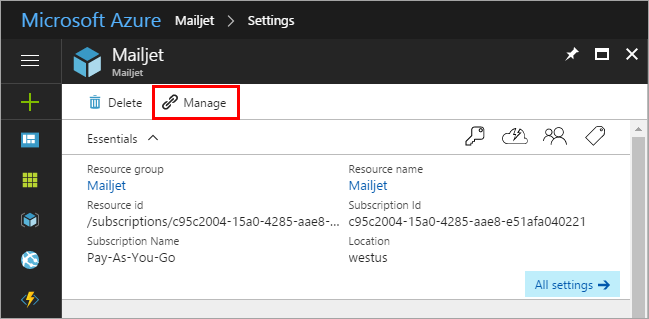 Microsoft Azure Mailjet > Settings
Mailjet
Mailjet
Delete Manage
Essentials
Resource group Resource name
Mailjet Mailjet
Resource id Subscription Id
/subscriptions/c95c2004-15a0-4285-aae8-... c95c2004-15a0-4285-aae8-e51afa040221
Subscription Name Location
Pay-As-You-Go westus
All settings →